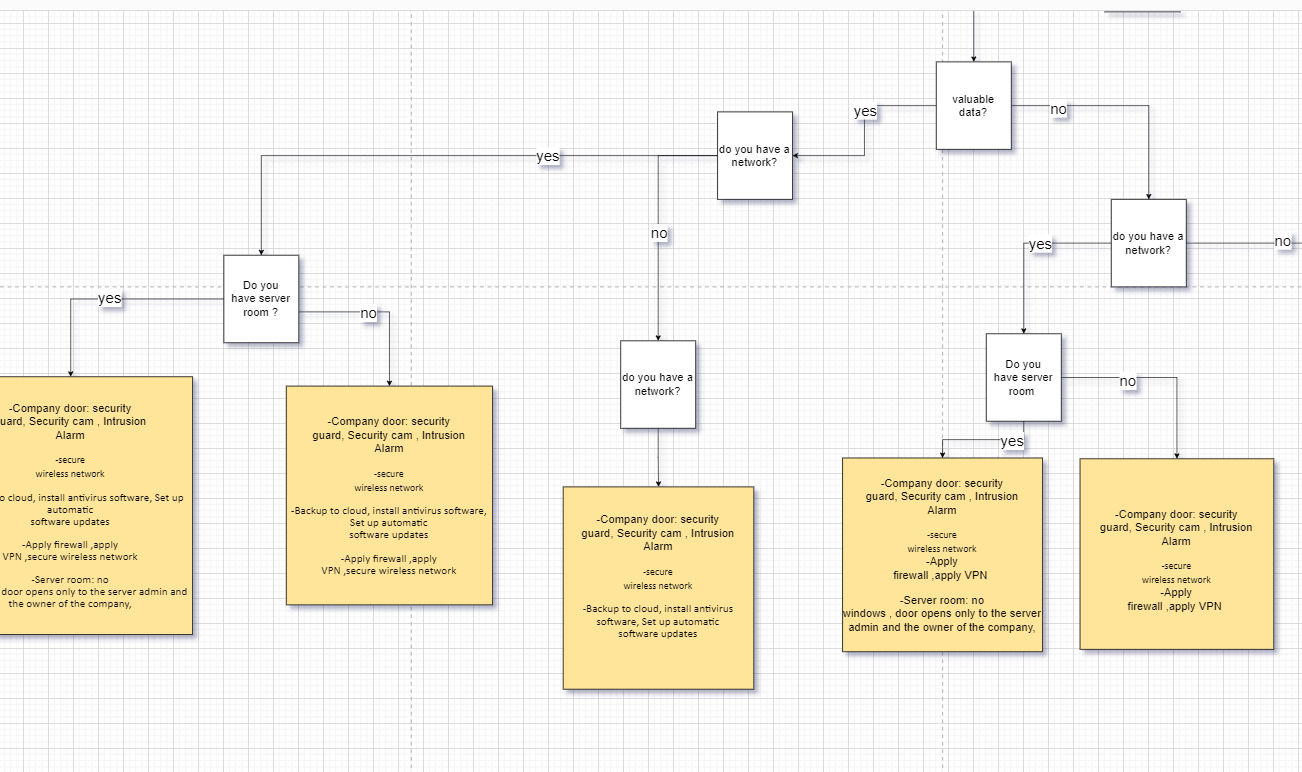 valuable
data?
yes
no
do you have a
network?
yes
no
do you have a
network?
yes
no
Do you
have server
room ?
yes
no
do you have a
network?
Do you
have server
room
no
yes
-Company door: security
uard, Security cam , Intrusion
Alarm
-secure
wireless network
o cloud, install antivirus software, Set up
automatic
software updates
-Apply firewall ,apply
VPN ,secure wireless network
-Server room: no
door opens only to the server admin and
the owner of the company,
-Company door: security
guard, Security cam , Intrusion
Alarm
-secure
wireless network
-Backup to cloud, install antivirus software,
Set up automatic
software updates
-Apply firewall ,apply
VPN ,secure wireless network
-Company door: security
guard, Security cam , Intrusion
Alarm
-secure
wireless network
-Backup to cloud, install antivirus
software, Set up automatic
software updates
-Company door: security
guard, Security cam , Intrusion
Alarm
-secure
wireless network
-Apply
firewall ,apply VPN
-Server room: no
windows , door opens only to the server
admin and the owner of the company,
-Company door: security
guard, Security cam , Intrusion
Alarm
-secure
wireless network
-Apply
firewall ,apply VPN